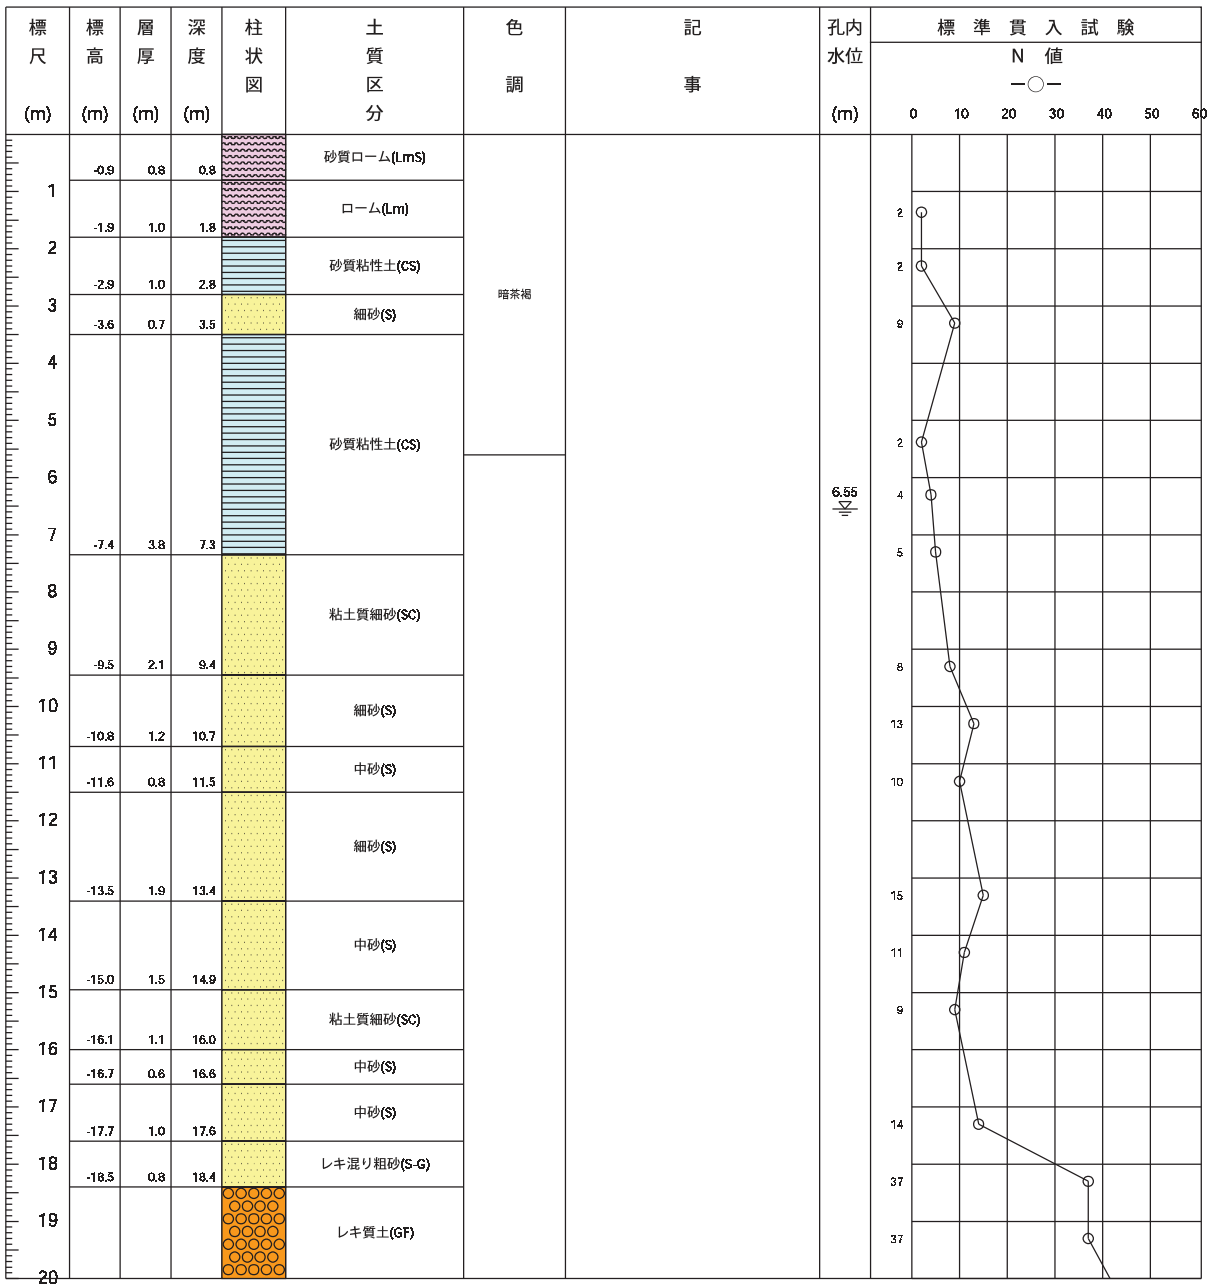 標尺(m) 標高(m) 層厚(m) 深度(m) 柱状図 土質区分 色調 記事 孔内水位(m) 標準貫入試験
N 値
0 10 20 30 40 50 60
-0.9 0.8 0.8 砂質ローム(LmS)
1
2
-1.9 1.0 1.8 ローム(Lm)
2
2
-2.9 1.0 2.8 砂質粘性土(CS)
暗茶褐
3
-3.6 0.7 3.5 細砂(S)
9
4
5
砂質粘性土(CS)
2
6
6.55
4
7
-7.4 3.8 7.3
5
8
粘土質細砂(SC)
9
-9.5 2.1 9.4
8
10
細砂(S)
13
-10.8 1.2 10.7
11
中砂(S)
-11.6 0.8 11.5
10
12
細砂(S)
13
-13.5 1.9 13.4
15
14
中砂(S)
11
-15.0 1.5 14.9
15
9
粘土質細砂(SC)
-16.1 1.1 16.0
16
中砂(S)
-16.7 0.6 16.6
17
中砂(S)
14
-17.7 1.0 17.6
18
レキ混り粗砂(S-G)
-18.5 0.8 18.4
37
19
レキ質土(GF)
37
20